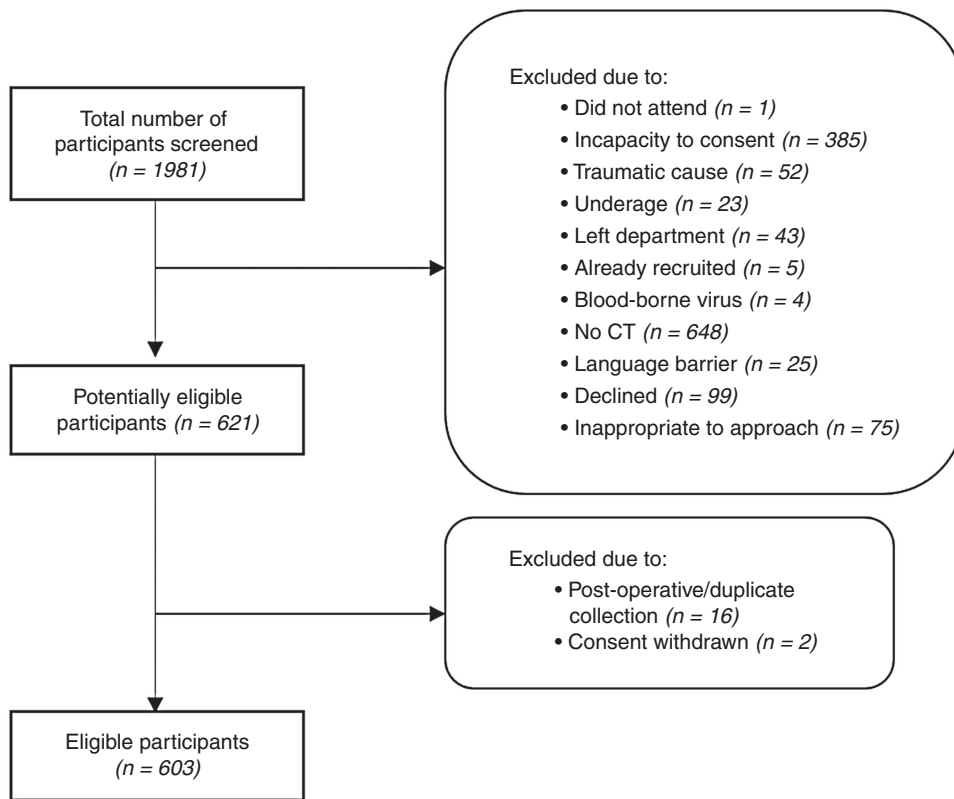 Total number of
participants screened
(n = 1981)
Excluded due to:
• Did not attend (n = 1)
• Incapacity to consent (n = 385)
• Traumatic cause (n = 52)
• Underage (n = 23)
• Left department (n = 43)
• Already recruited (n = 5)
• Blood-borne virus (n = 4)
• No CT (n = 648)
• Language barrier (n = 25)
• Declined (n = 99)
• Inappropriate to approach (n = 75)
Potentially eligible
participants (n = 621)
Excluded due to:
• Post-operative/duplicate
collection (n = 16)
• Consent withdrawn (n = 2)
Eligible participants
(n = 603)